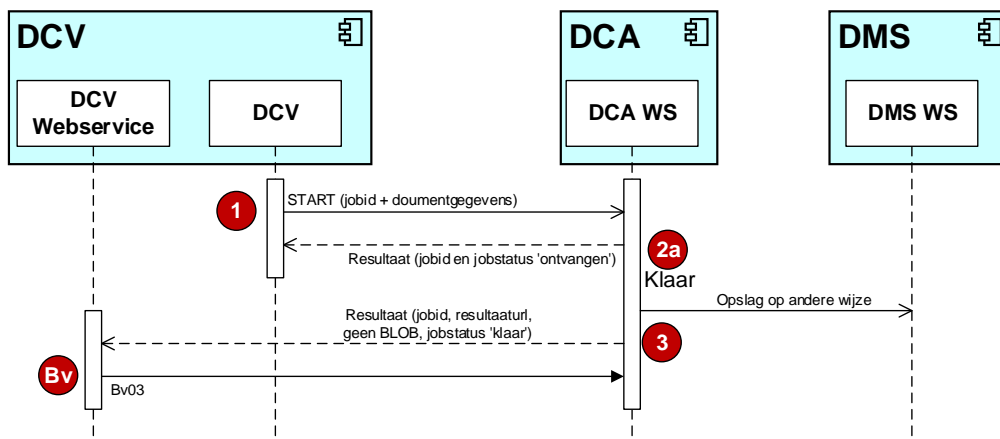 DCV
DCA
DMS
DCV
Webservice
DCV
DCA WS
DMS WS
1
START (jobid + doumentgegevens)
2a
Resultaat (jobid en jobstatus 'ontvangen')
Klaar
Opslag op andere wijze
Resultaat (jobid, resultaaturl,
geen BLOB, jobstatus 'klaar')
3
Bv
Bv03